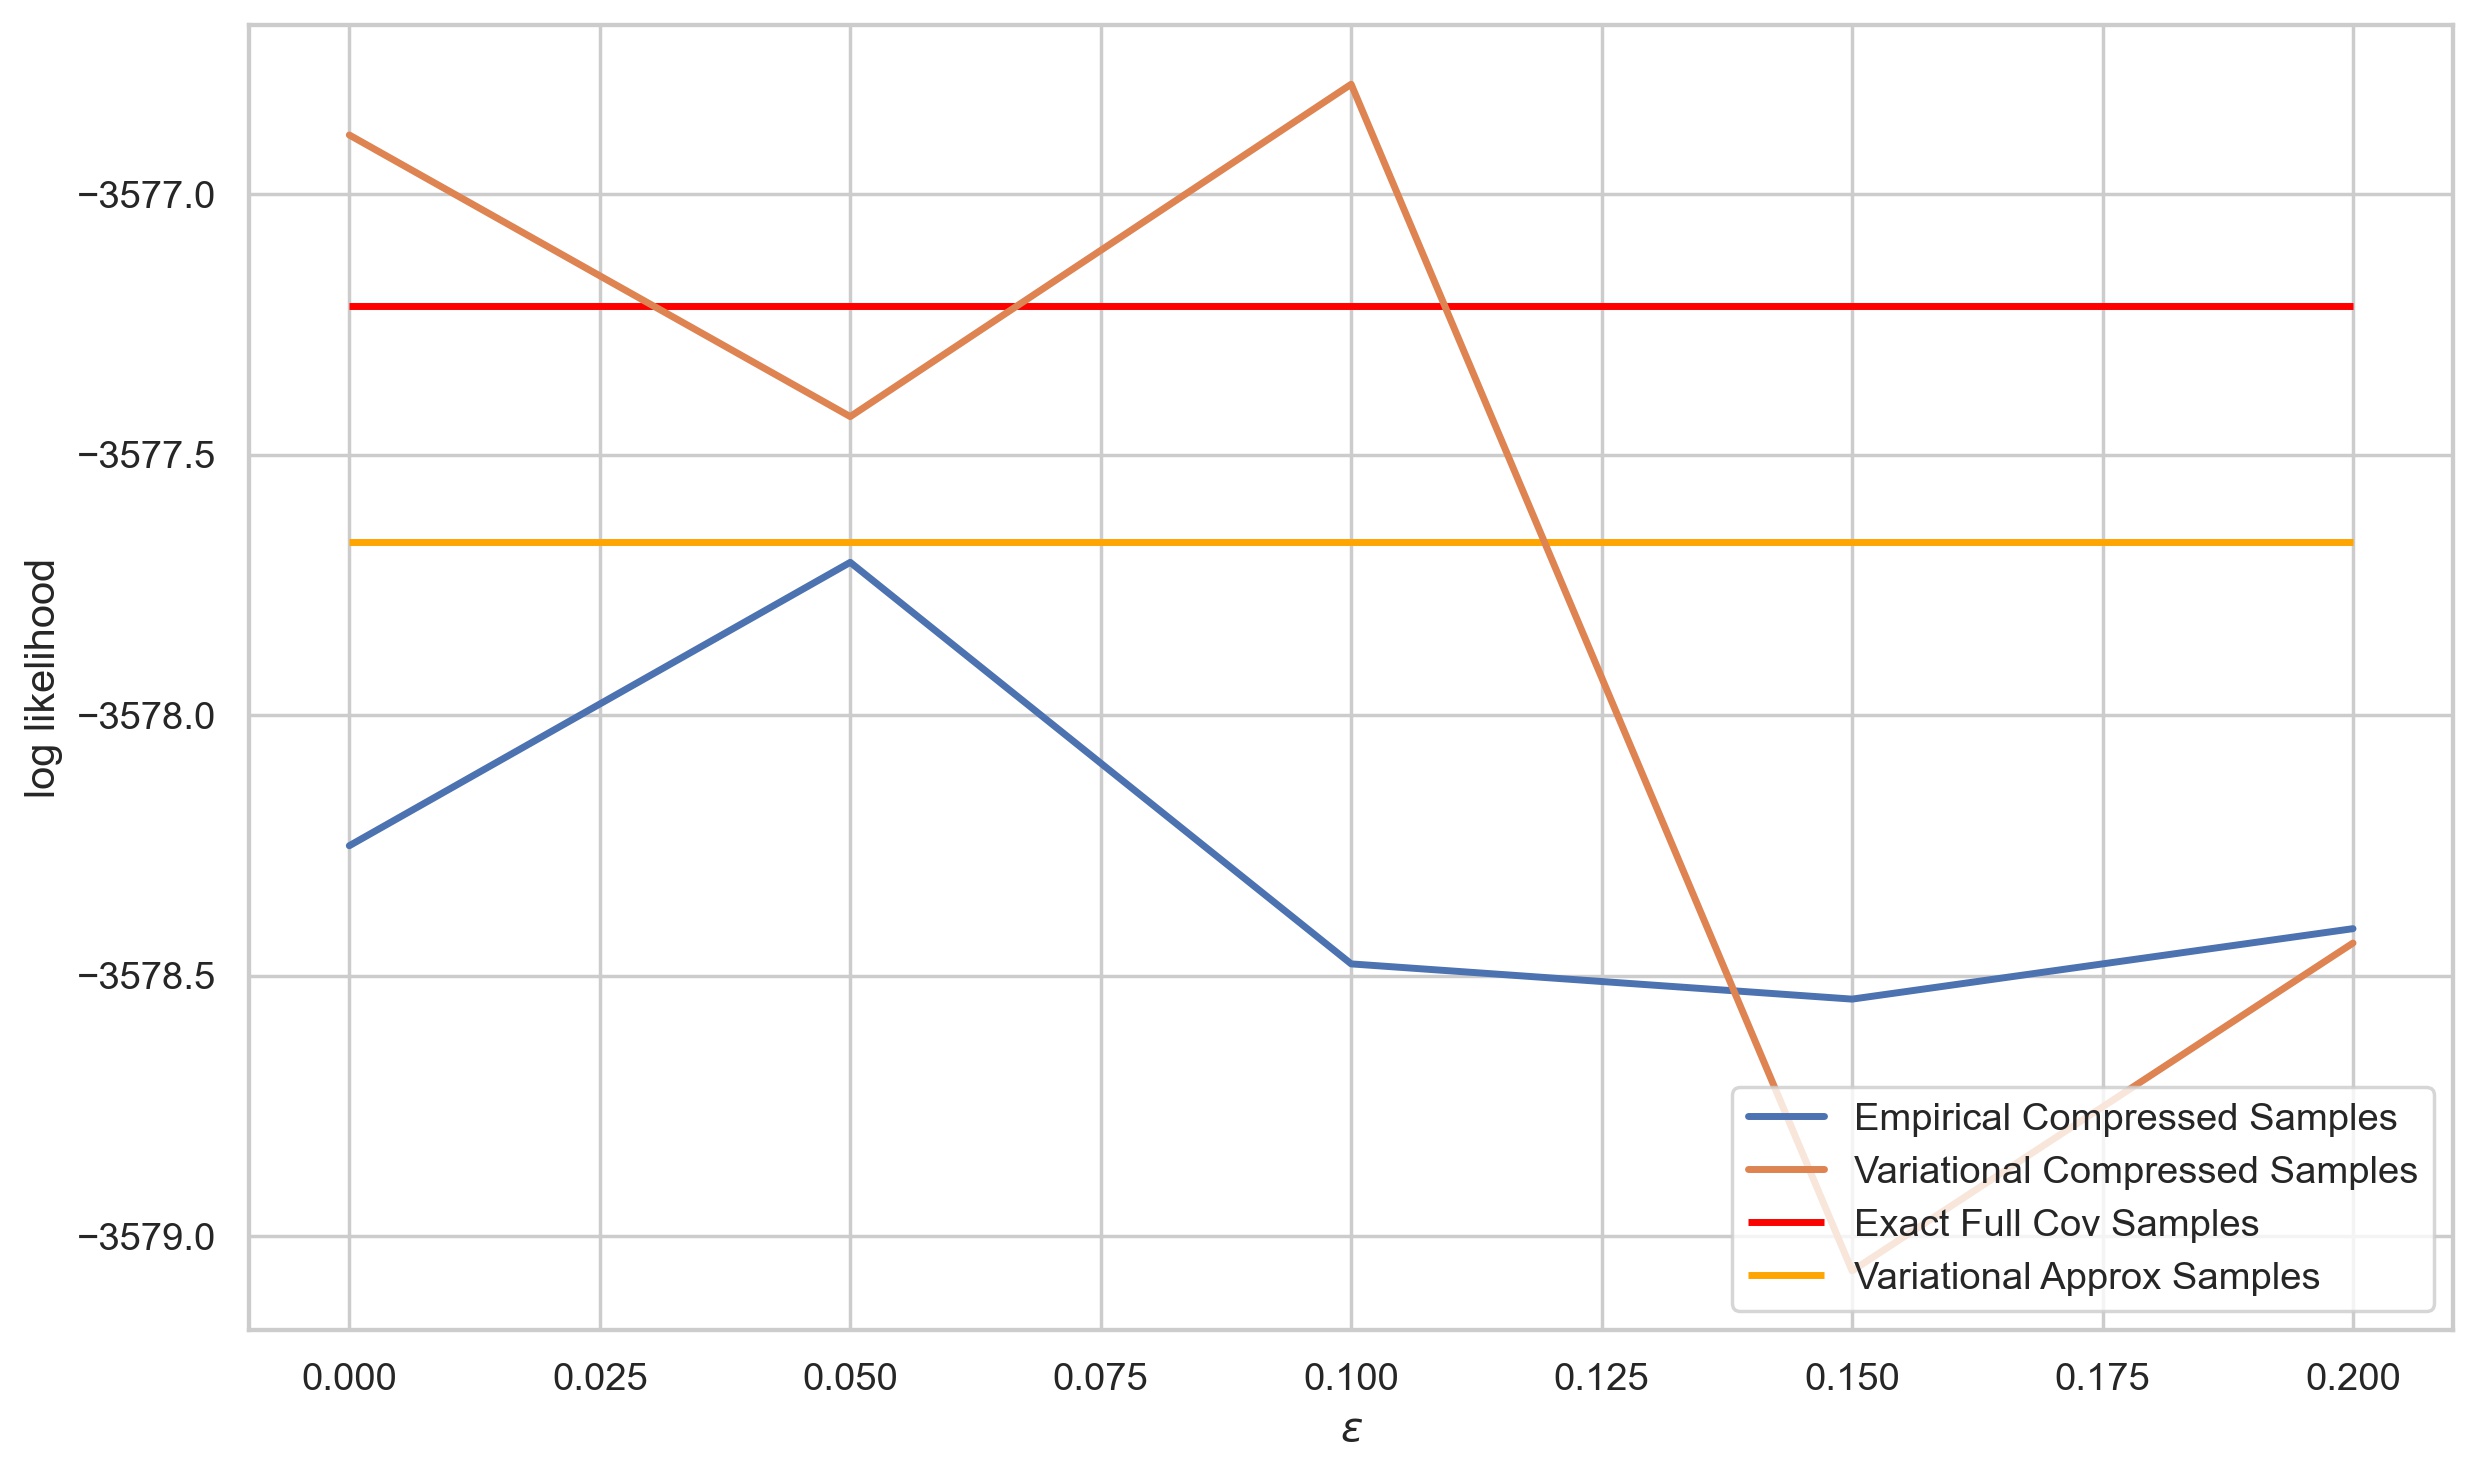 −3577.0
−3577.5
−3578.0
−3578.5
−3579.0
log likelihood
Empirical Compressed Samples
Variational Compressed Samples
Exact Full Cov Samples
Variational Approx Samples
0.000 0.025 0.050 0.075 0.100 0.125 0.150 0.175 0.200
ε